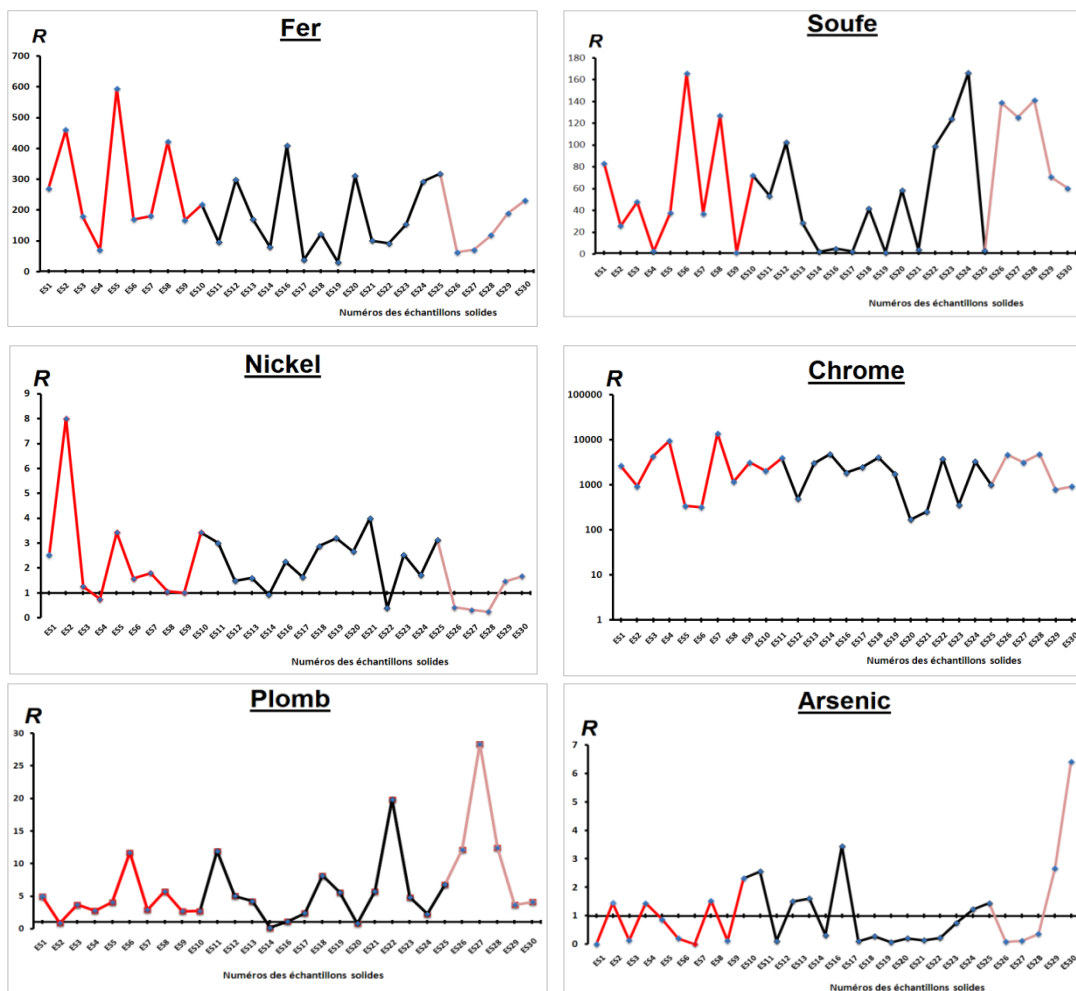 Fer
R
700
600
500
400
300
200
100
0
ES1 ES2 ES3 ES4 ES5 ES6 ES7 ES8 ES9 ES10 ES11 ES12 ES13 ES14 ES16 ES17 ES18 ES19 ES20 ES21 ES22 ES23 ES24 ES25 ES26 ES27 ES28 ES29 ES30
Numéros des échantillons solides
Soufe
R
180
160
140
120
100
80
60
40
20
0
ES1 ES2 ES3 ES4 ES5 ES6 ES7 ES8 ES9 ES10 ES11 ES12 ES13 ES14 ES16 ES17 ES18 ES19 ES20 ES21 ES22 ES23 ES24 ES25 ES26 ES27 ES28 ES29 ES30
Numéros des échantillons solides
Nickel
R
9
8
7
6
5
4
3
2
1
0
ES1 ES2 ES3 ES4 ES5 ES6 ES7 ES8 ES9 ES10 ES11 ES12 ES13 ES14 ES16 ES17 ES18 ES19 ES20 ES21 ES22 ES23 ES24 ES25 ES26 ES27 ES28 ES29 ES30
Numéros des échantillons solides
Chrome
R
100000
10000
1000
100
10
1
ES1 ES2 ES3 ES4 ES5 ES6 ES7 ES8 ES9 ES10 ES11 ES12 ES13 ES14 ES16 ES17 ES18 ES19 ES20 ES21 ES22 ES23 ES24 ES25 ES26 ES27 ES28 ES29 ES30
Numéros des échantillons solides
Plomb
R
30
25
20
15
10
5
0
ES1 ES2 ES3 ES4 ES5 ES6 ES7 ES8 ES9 ES10 ES11 ES12 ES13 ES14 ES16 ES17 ES18 ES19 ES20 ES21 ES22 ES23 ES24 ES25 ES26 ES27 ES28 ES29 ES30
Numéros des échantillons solides
Arsenic
R
7
6
5
4
3
2
1
0
ES1 ES2 ES3 ES4 ES5 ES6 ES7 ES8 ES9 ES10 ES11 ES12 ES13 ES14 ES16 ES17 ES18 ES19 ES20 ES21 ES22 ES23 ES24 ES25 ES26 ES27 ES28 ES29 ES30
Numéros des échantillons solides